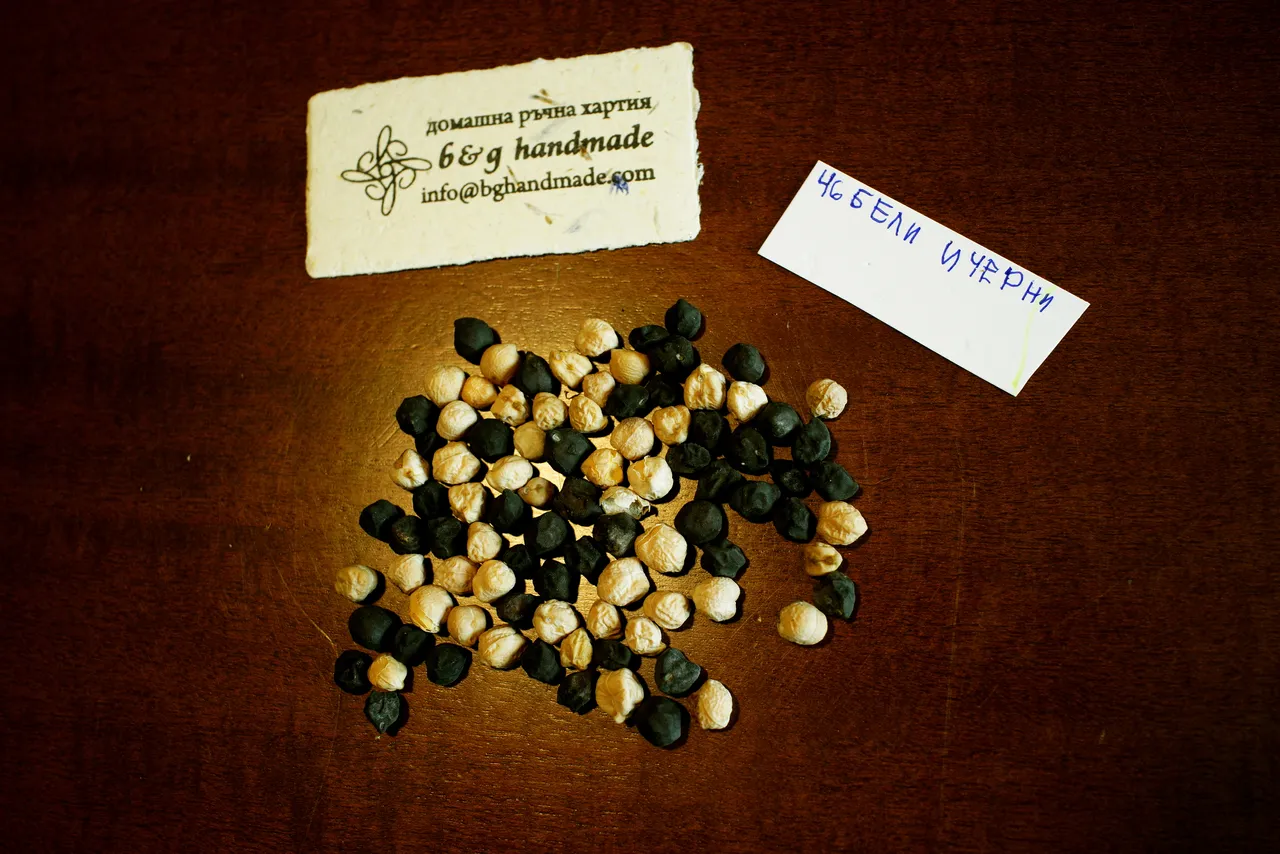 домашна ръчна хартия
b&g handmade
info@bghandmade.com
46 БЕЛИ И ЧЕРНИ